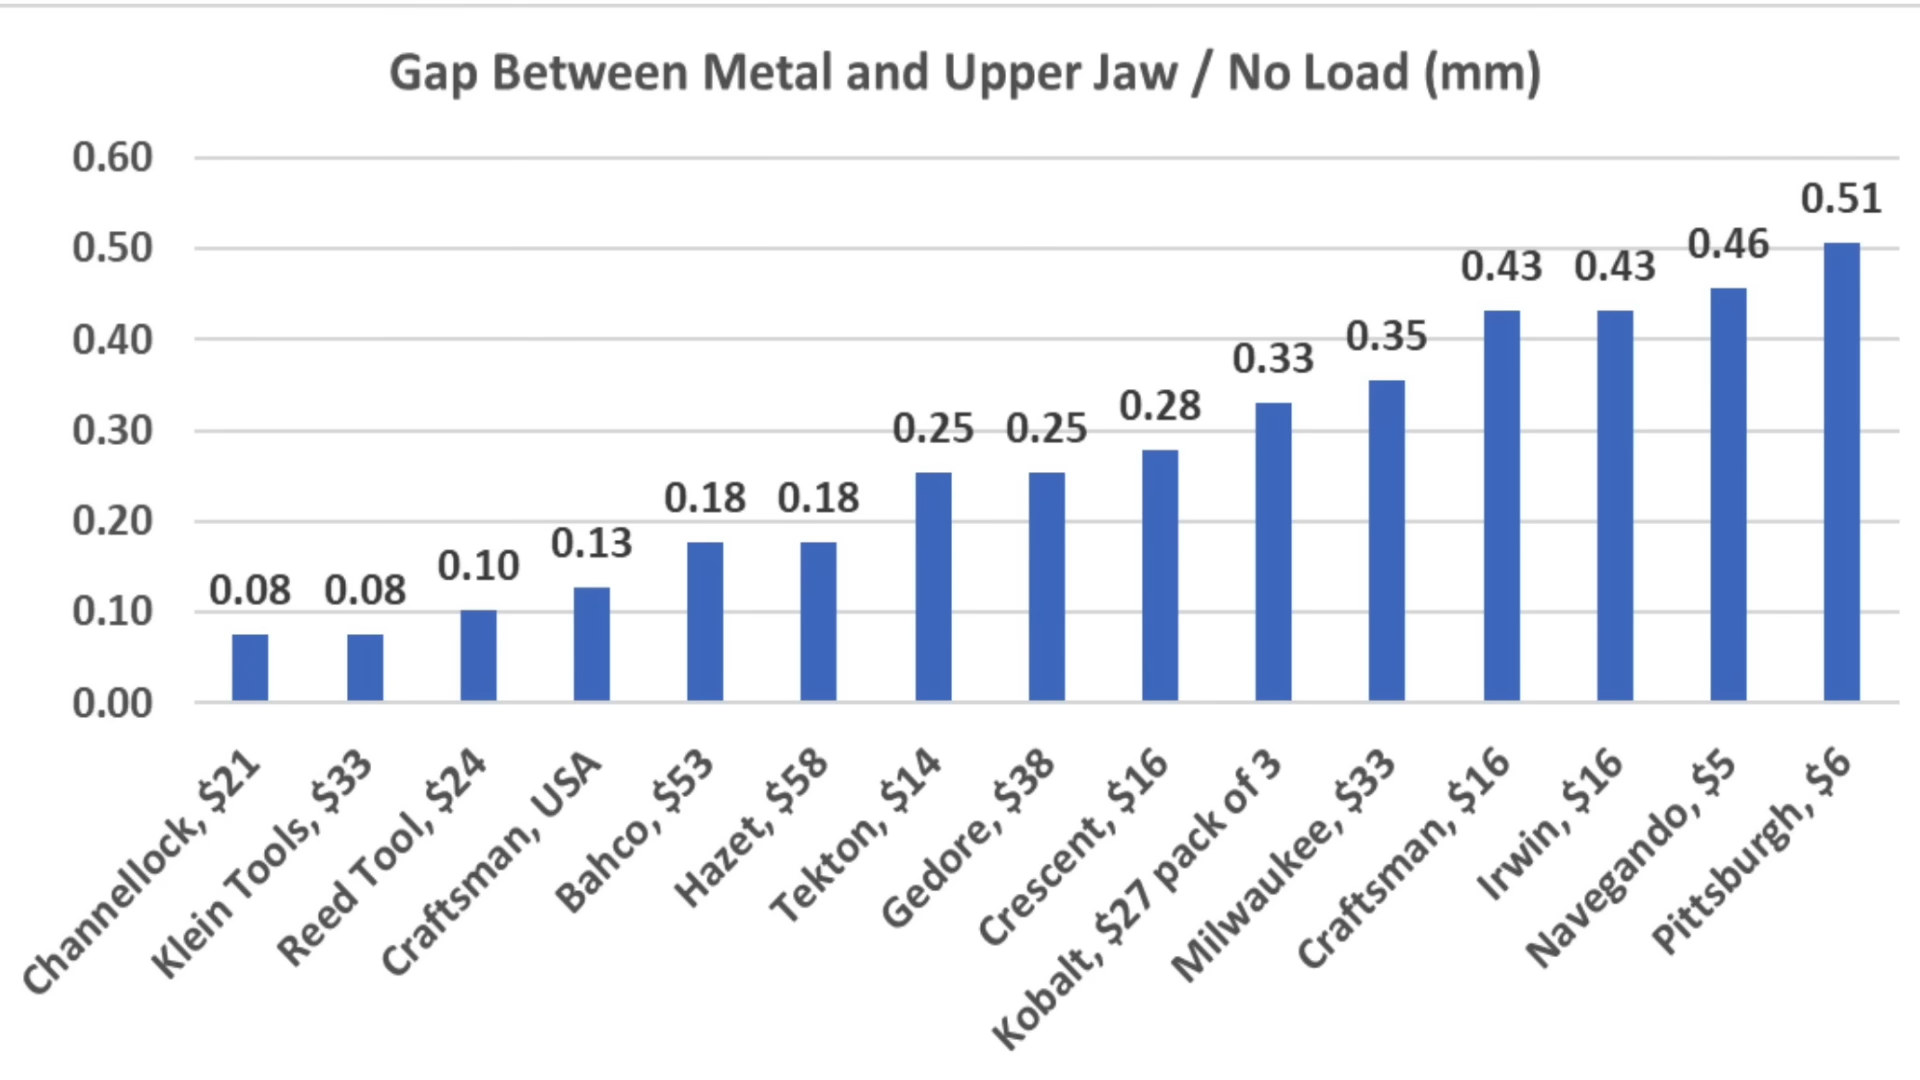 Gap Between Metal and Upper Jaw / No Load (mm)
0.60
0.50
0.40
0.30
0.20
0.10
0.00
0.08
0.08
0.10
0.13
0.18
0.18
0.25
0.25
0.28
0.33
0.35
0.43
0.43
0.46
0.51
Channellock, $21
Klein Tools, $33
Reed Tool, $24
Craftsman, USA
Bahco, $53
Hazet, $58
Tekton, $14
Gedore, $38
Crescent, $16
Kobalt, $27 pack of 3
Milwaukee, $33
Craftsman, $16
Irwin, $16
Navegando, $5
Pittsburgh, $6